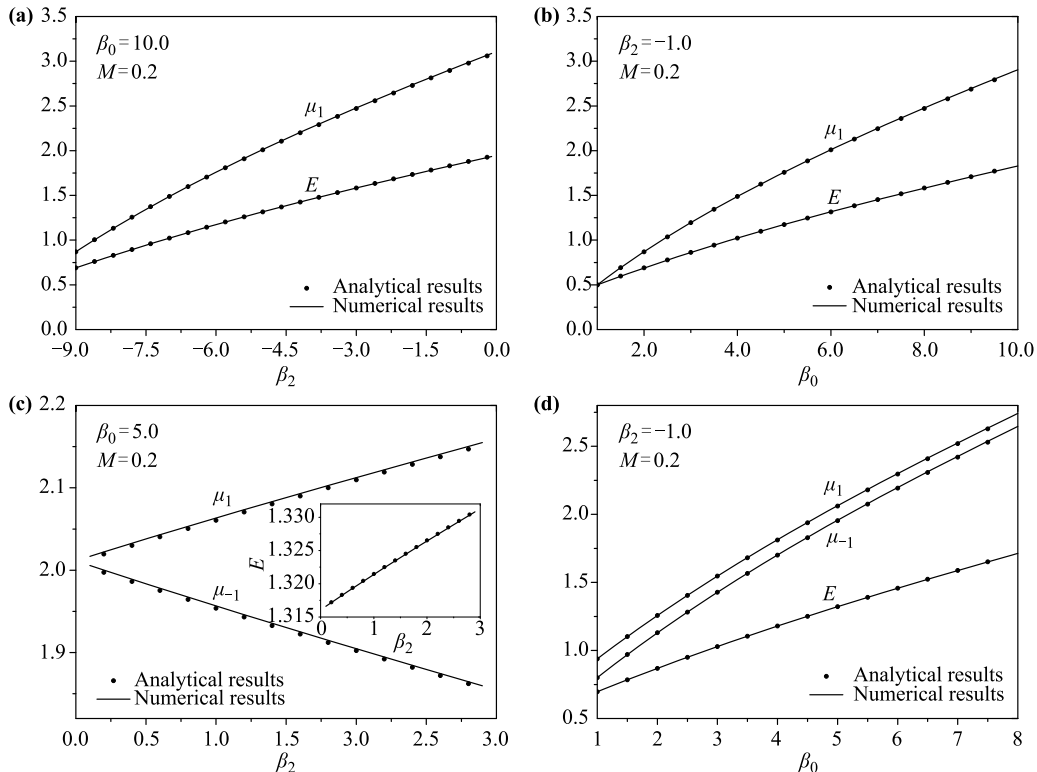 (a)
3.5
3.0
2.5
2.0
1.5
1.0
0.5
0.0
β₀=10.0
M=0.2
μ₁
E
Analytical results
Numerical results
−9.0 −7.5 −6.0 −4.5 −3.0 −1.5 0.0
β₂
(b)
3.5
3.0
2.5
2.0
1.5
1.0
0.5
0.0
β₂=−1.0
M=0.2
μ₁
E
Analytical results
Numerical results
2.0 4.0 6.0 8.0 10.0
β₀
(c)
2.2
2.1
2.0
1.9
β₀=5.0
M=0.2
μ₁
μ₋₁
1.330
1.325
1.320
1.315
E
0 1 2 3
β₂
Analytical results
Numerical results
0.0 0.6 1.2 1.8 2.4 3.0
β₂
(d)
2.5
2.0
1.5
1.0
0.5
β₂=−1.0
M=0.2
μ₁
μ₋₁
E
Analytical results
Numerical results
1 2 3 4 5 6 7 8
β₀